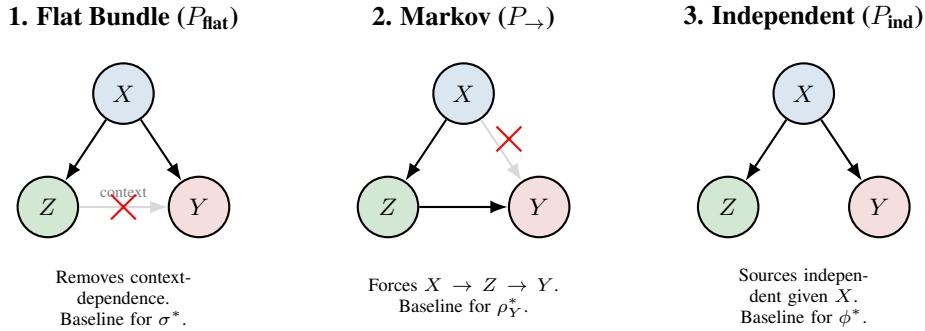 1. Flat Bundle (P_flat)
X
Z
context
Y
Removes context-
dependence.
Baseline for σ*.
2. Markov (P_→)
X
Z
Y
Forces X → Z → Y.
Baseline for ρ*_Y.
3. Independent (P_ind)
X
Z
Y
Sources indepen-
dent given X.
Baseline for ϕ*.